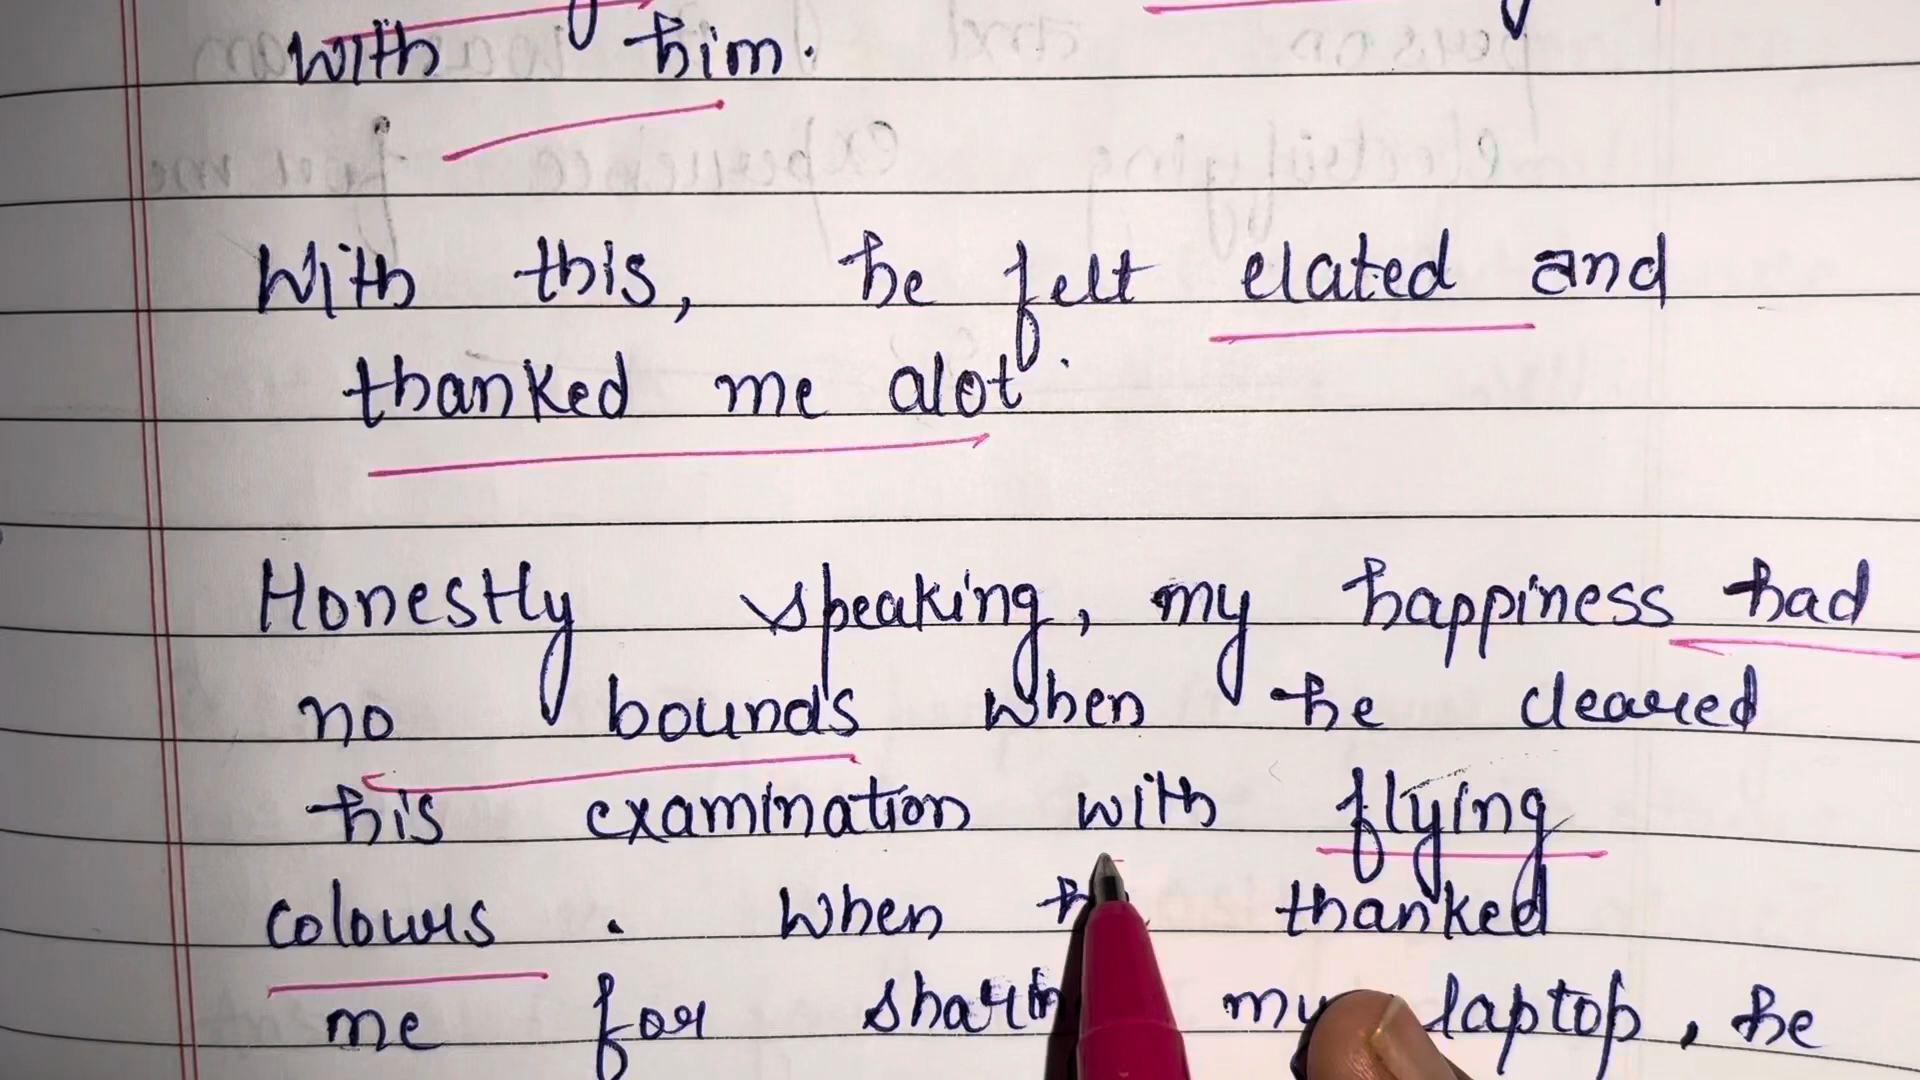 with him.
With this, he felt elated and
thanked me alot.
Honestly speaking, my happiness had
no bounds when he cleared
his examination with flying
colours. When thanked
me for my laptop, he